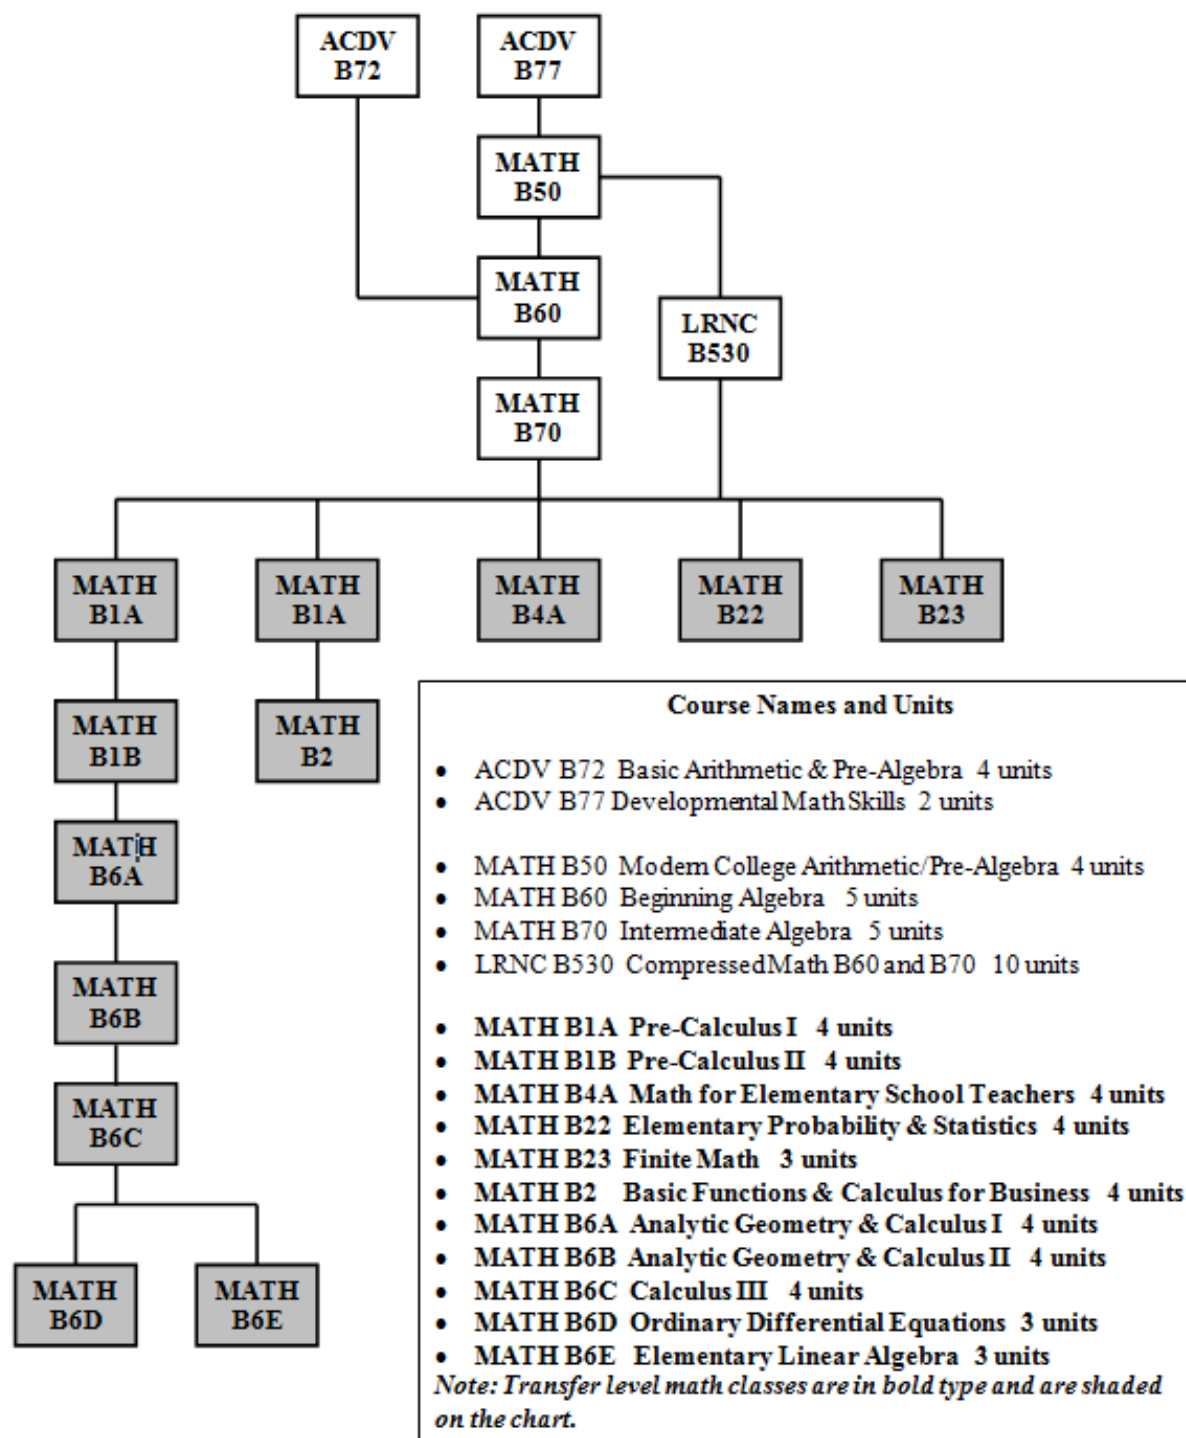 ACDV
B72
ACDV
B77
MATH
B50
MATH
B60
LRNC
B530
MATH
B70
MATH
B1A
MATH
B1A
MATH
B4A
MATH
B22
MATH
B23
MATH
B1B
MATH
B2
MATH
B6A
MATH
B6B
MATH
B6C
MATH
B6D
MATH
B6E
Course Names and Units
• ACDV B72 Basic Arithmetic & Pre-Algebra 4 units
• ACDV B77 Developmental Math Skills 2 units
• MATH B50 Modern College Arithmetic/Pre-Algebra 4 units
• MATH B60 Beginning Algebra 5 units
• MATH B70 Intermediate Algebra 5 units
• LRNC B530 Compressed Math B60 and B70 10 units
• MATH B1A Pre-Calculus I 4 units
• MATH B1B Pre-Calculus II 4 units
• MATH B4A Math for Elementary School Teachers 4 units
• MATH B22 Elementary Probability & Statistics 4 units
• MATH B23 Finite Math 3 units
• MATH B2 Basic Functions & Calculus for Business 4 units
• MATH B6A Analytic Geometry & Calculus I 4 units
• MATH B6B Analytic Geometry & Calculus II 4 units
• MATH B6C Calculus III 4 units
• MATH B6D Ordinary Differential Equations 3 units
• MATH B6E Elementary Linear Algebra 3 units
Note: Transfer level math classes are in bold type and are shaded
on the chart.